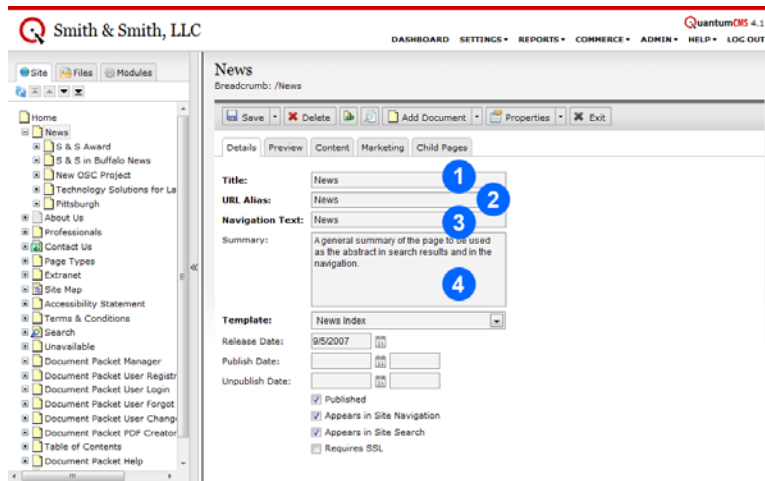 Smith & Smith, LLC
QuantumCMS 4.1
DASHBOARD SETTINGS REPORTS COMMERCE ADMIN HELP LOG OUT
Site Files Modules
Home
News
S & S Award
S & S in Buffalo News
New OSC Project
Technology Solutions for La
Pittsburgh
About Us
Professionals
Contact Us
Page Types
Extranet
Site Map
Accessibility Statement
Terms & Conditions
Search
Unavailable
Document Packet Manager
Document Packet User Registr
Document Packet User Login
Document Packet User Forgot
Document Packet User Change
Document Packet PDF Creator
Table of Contents
Document Packet Help
«
News
Breadcrumb: /News
Save Delete Add Document Properties Exit
Details Preview Content Marketing Child Pages
Title: News 1
URL Alias: News 2
Navigation Text: News 3
Summary: A general summary of the page to be used
as the abstract in search results and in the
navigation.
4
Template: News Index
Release Date: 9/5/2007
Publish Date:
Unpublish Date:
Published
Appears in Site Navigation
Appears in Site Search
Requires SSL